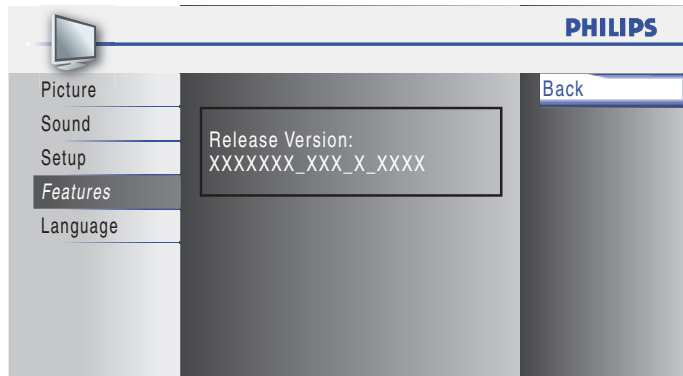 PHILIPS
Picture
Sound
Setup
Features
Language
Release Version:
XXXXXXX_XXX_X_XXXX
Back